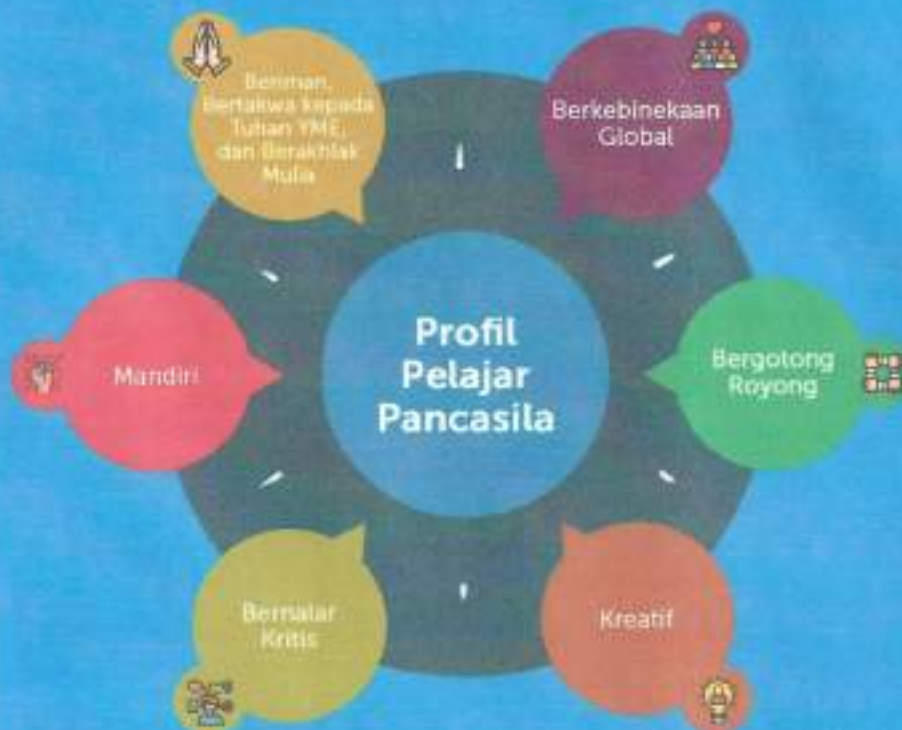 Beriman,
Bertakwa kepada
Tuhan YME,
dan Berakhlak
Mulia
Berkebinekaan
Global
Profil
Pelajar
Pancasila
Mandiri
Bergotong
Royong
Bernalar
Kritis
Kreatif